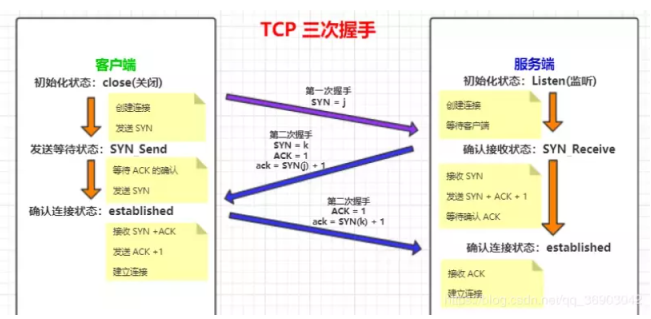 TCP 三次握手
客户端
初始化状态：close(关闭)
创建连接
发送 SYN
发送等待状态：SYN_Send
等待 ACK 的确认
发送 SYN
确认连接状态：established
接收 SYN +ACK
发送 ACK +1
建立连接
第一次握手
SYN = j
第二次握手
SYN = k
ACK = 1
ack = SYN(j) + 1
第二次握手
ACK = 1
ack = SYN(k) + 1
服务端
初始化状态：Listen(监听)
创建连接
等待客户端
确认接收状态：SYN_Receive
接收 SYN
发送 SYN + ACK + 1
等待确认 ACK
确认连接状态：established
接收 ACK
建立连接